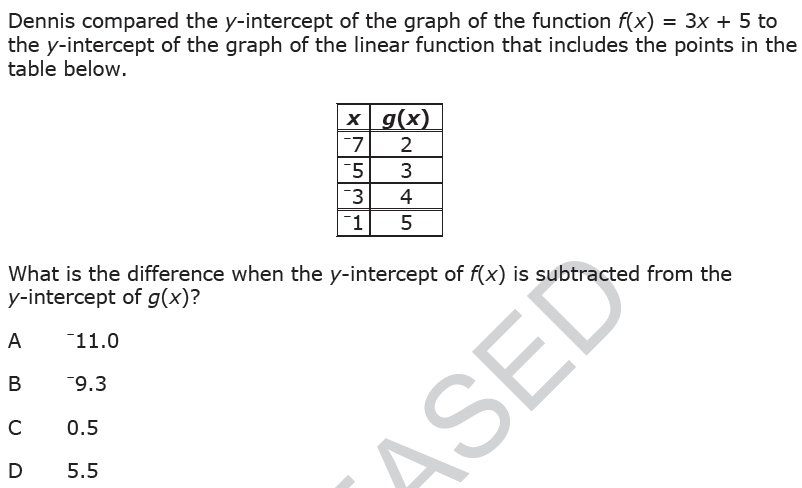 Dennis compared the y-intercept of the graph of the function f(x) = 3x + 5 to
the y-intercept of the graph of the linear function that includes the points in the
table below.
x g(x)
⁻7 2
⁻5 3
⁻3 4
⁻1 5
What is the difference when the y-intercept of f(x) is subtracted from the
y-intercept of g(x)?
A ⁻11.0
B ⁻9.3
C 0.5
D 5.5
ASED